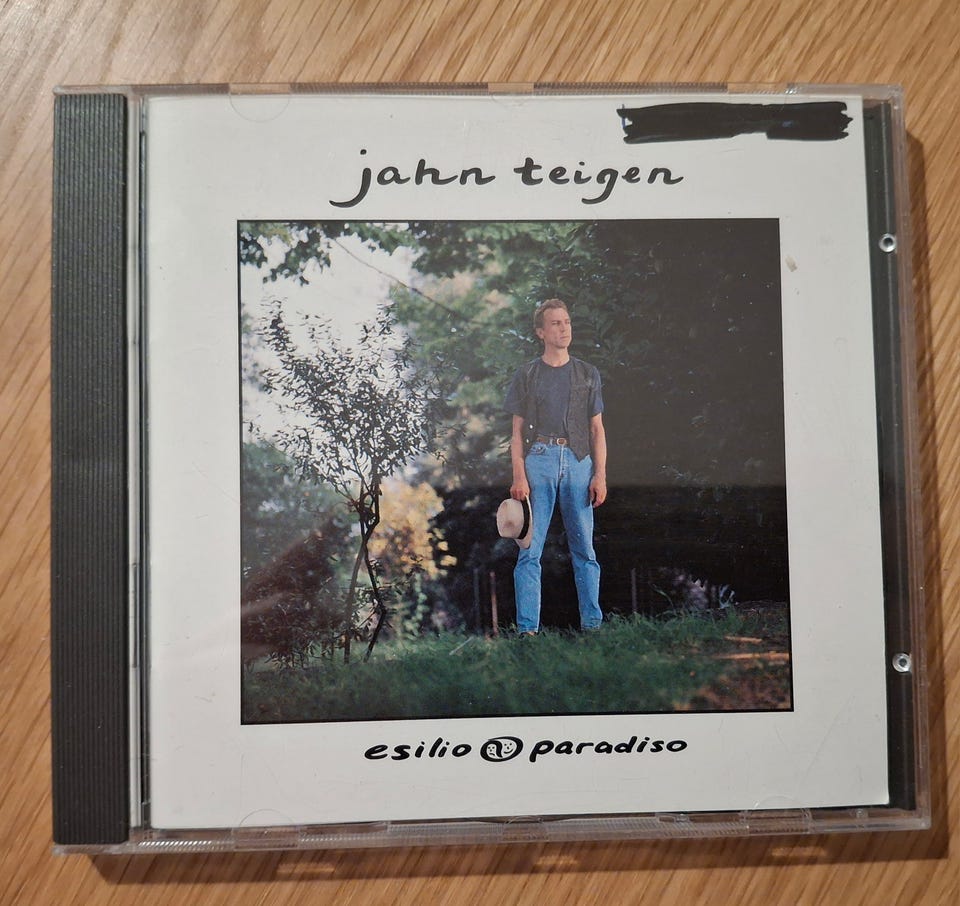 jahn teigen
esilio paradiso